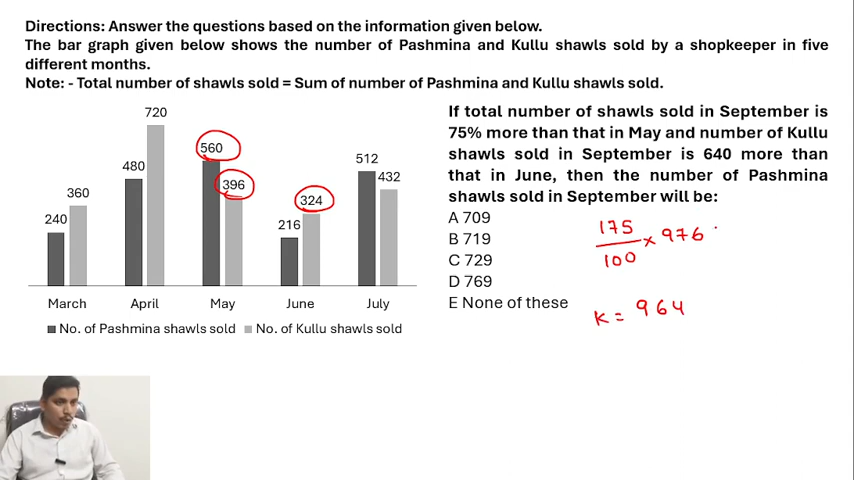 Directions: Answer the questions based on the information given below.
The bar graph given below shows the number of Pashmina and Kullu shawls sold by a shopkeeper in five
different months.
Note: - Total number of shawls sold = Sum of number of Pashmina and Kullu shawls sold.
720
560
480
512
396
432
360
324
240
216
March April May June July
No. of Pashmina shawls sold No. of Kullu shawls sold
If total number of shawls sold in September is
75% more than that in May and number of Kullu
shawls sold in September is 640 more than
that in June, then the number of Pashmina
shawls sold in September will be:
A 709
B 719
C 729
D 769
E None of these
175
100
× 976
K = 964